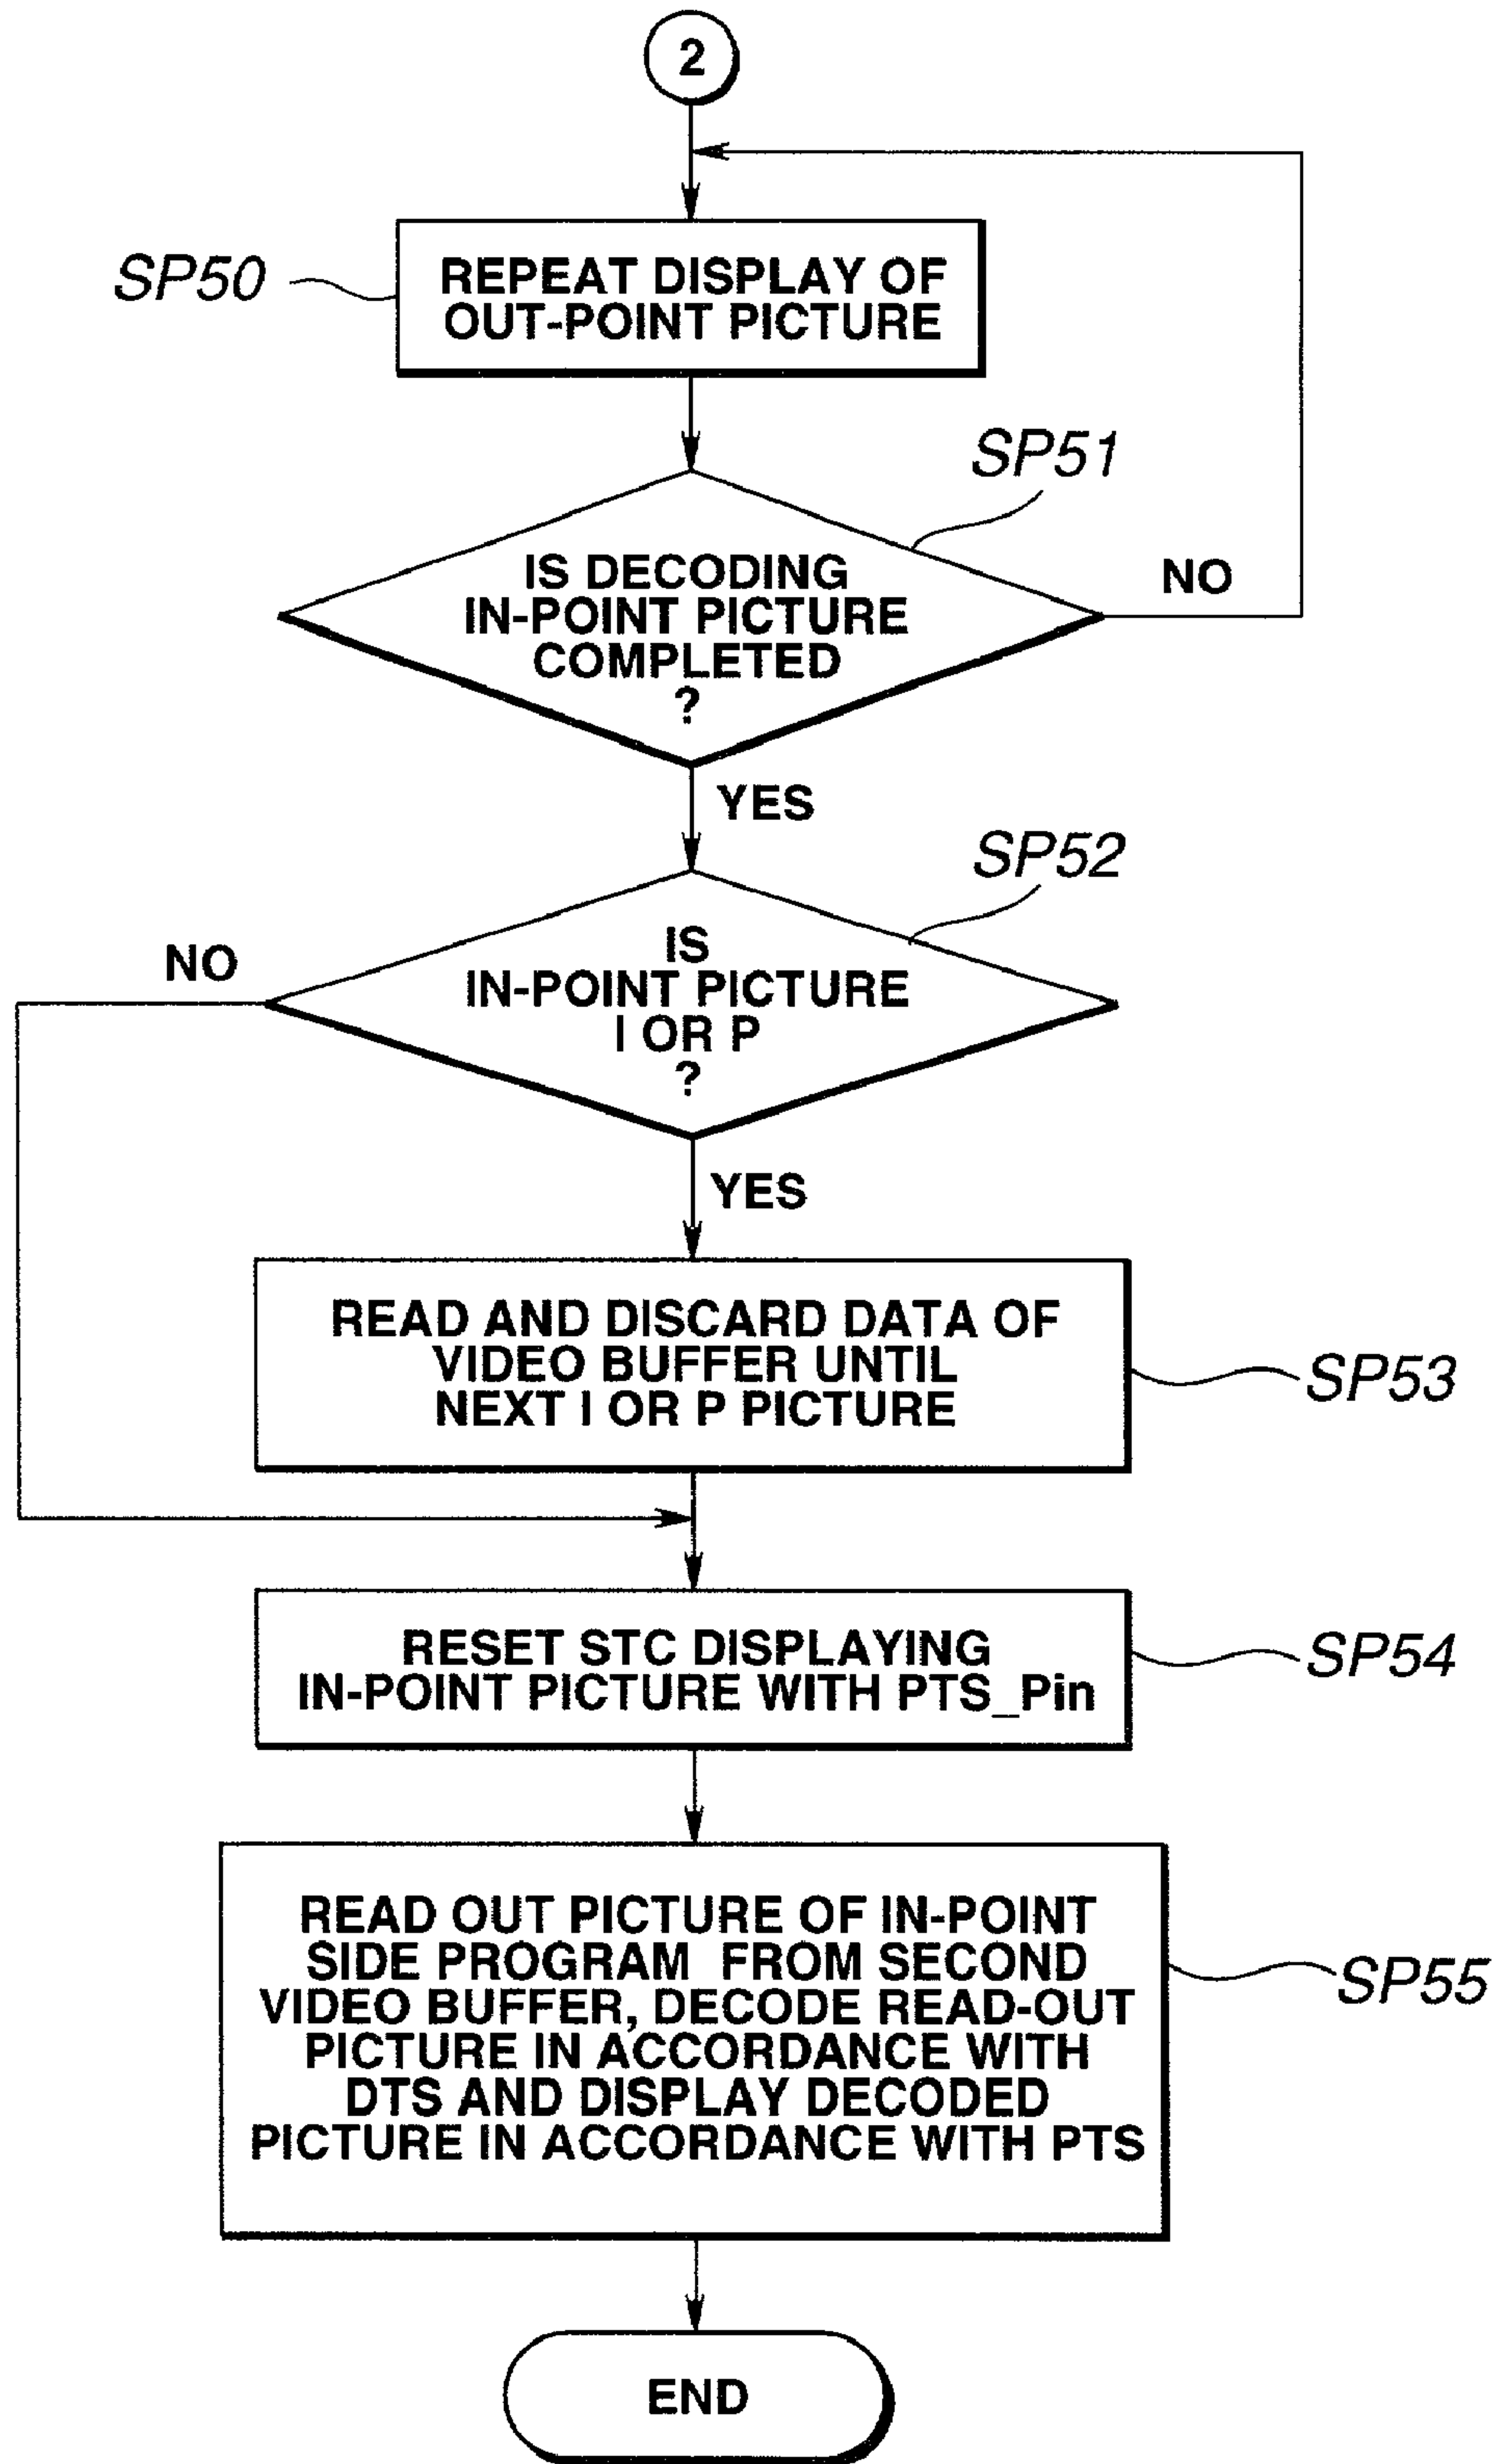 2
SP50
REPEAT DISPLAY OF
OUT-POINT PICTURE
SP51
IS DECODING
IN-POINT PICTURE
COMPLETED
?
NO
YES
SP52
IS
IN-POINT PICTURE
I OR P
?
NO
YES
READ AND DISCARD DATA OF
VIDEO BUFFER UNTIL
NEXT I OR P PICTURE
SP53
RESET STC DISPLAYING
IN-POINT PICTURE WITH PTS_Pin
SP54
READ OUT PICTURE OF IN-POINT
SIDE PROGRAM FROM SECOND
VIDEO BUFFER, DECODE READ-OUT
PICTURE IN ACCORDANCE WITH
DTS AND DISPLAY DECODED
PICTURE IN ACCORDANCE WITH PTS
SP55
END